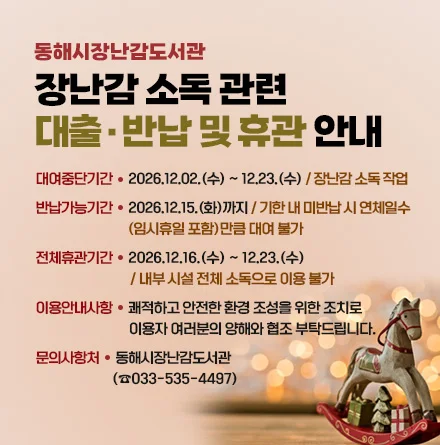 동해시장난감도서관
장난감 소독 관련
대출·반납 및 휴관 안내
대여중단기간 • 2026.12.02.(수) ~ 12.23.(수) / 장난감 소독 작업
반납가능기간 • 2026.12.15.(화)까지 / 기한 내 미반납 시 연체일수
(임시휴일 포함)만큼 대여 불가
전체휴관기간 • 2026.12.16.(수) ~ 12.23.(수)
/ 내부 시설 전체 소독으로 이용 불가
이용안내사항 • 쾌적하고 안전한 환경 조성을 위한 조치로
이용자 여러분의 양해와 협조 부탁드립니다.
문의사항처 • 동해시장난감도서관
(☎033-535-4497)